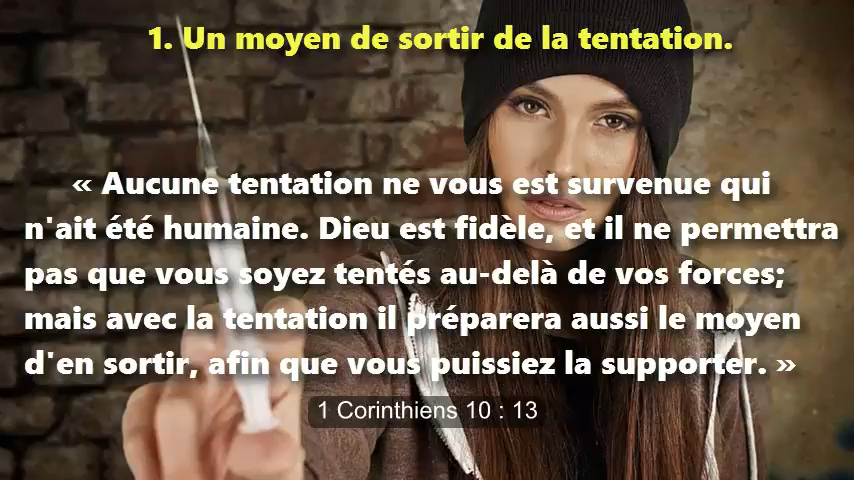 1. Un moyen de sortir de la tentation.
« Aucune tentation ne vous est survenue qui
n'ait été humaine. Dieu est fidèle, et il ne permettra
pas que vous soyez tentés au-delà de vos forces;
mais avec la tentation il préparera aussi le moyen
d'en sortir, afin que vous puissiez la supporter. »
1 Corinthiens 10 : 13